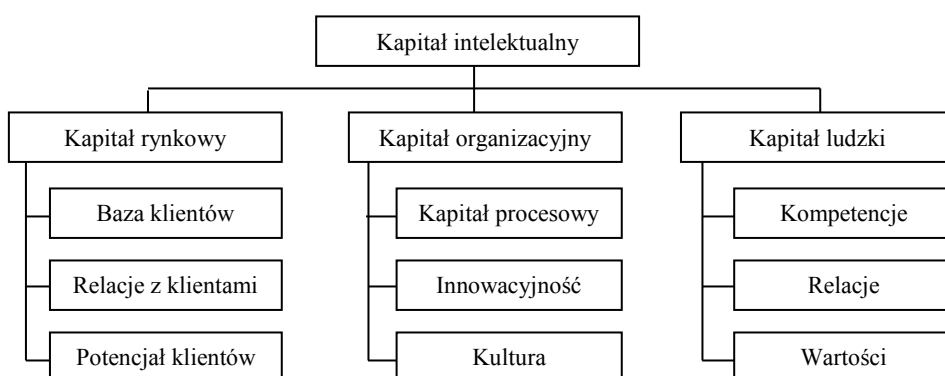 Kapitał intelektualny
Kapitał rynkowy
Kapitał organizacyjny
Kapitał ludzki
Baza klientów
Kapitał procesowy
Kompetencje
Relacje z klientami
Innowacyjność
Relacje
Potencjał klientów
Kultura
Wartości